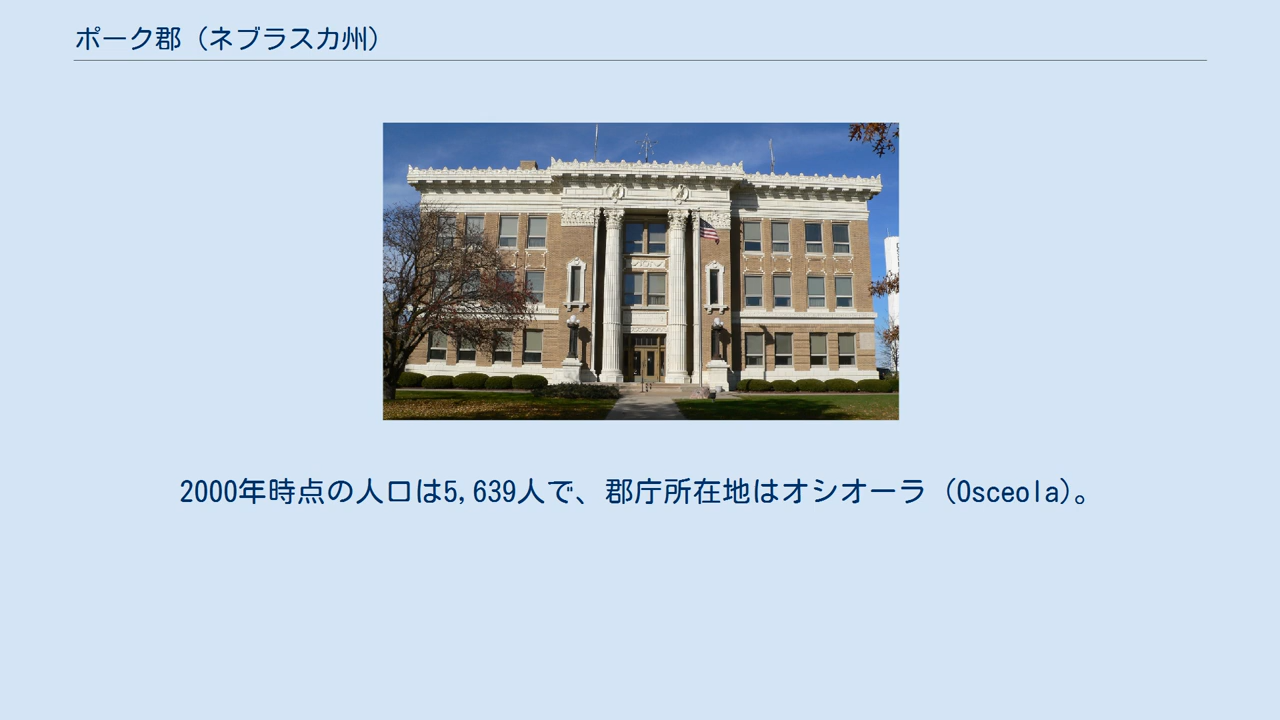 ポーク郡（ネブラスカ州）
2000年時点の人口は5,639人で、郡庁所在地はオシオーラ（Osceola）。